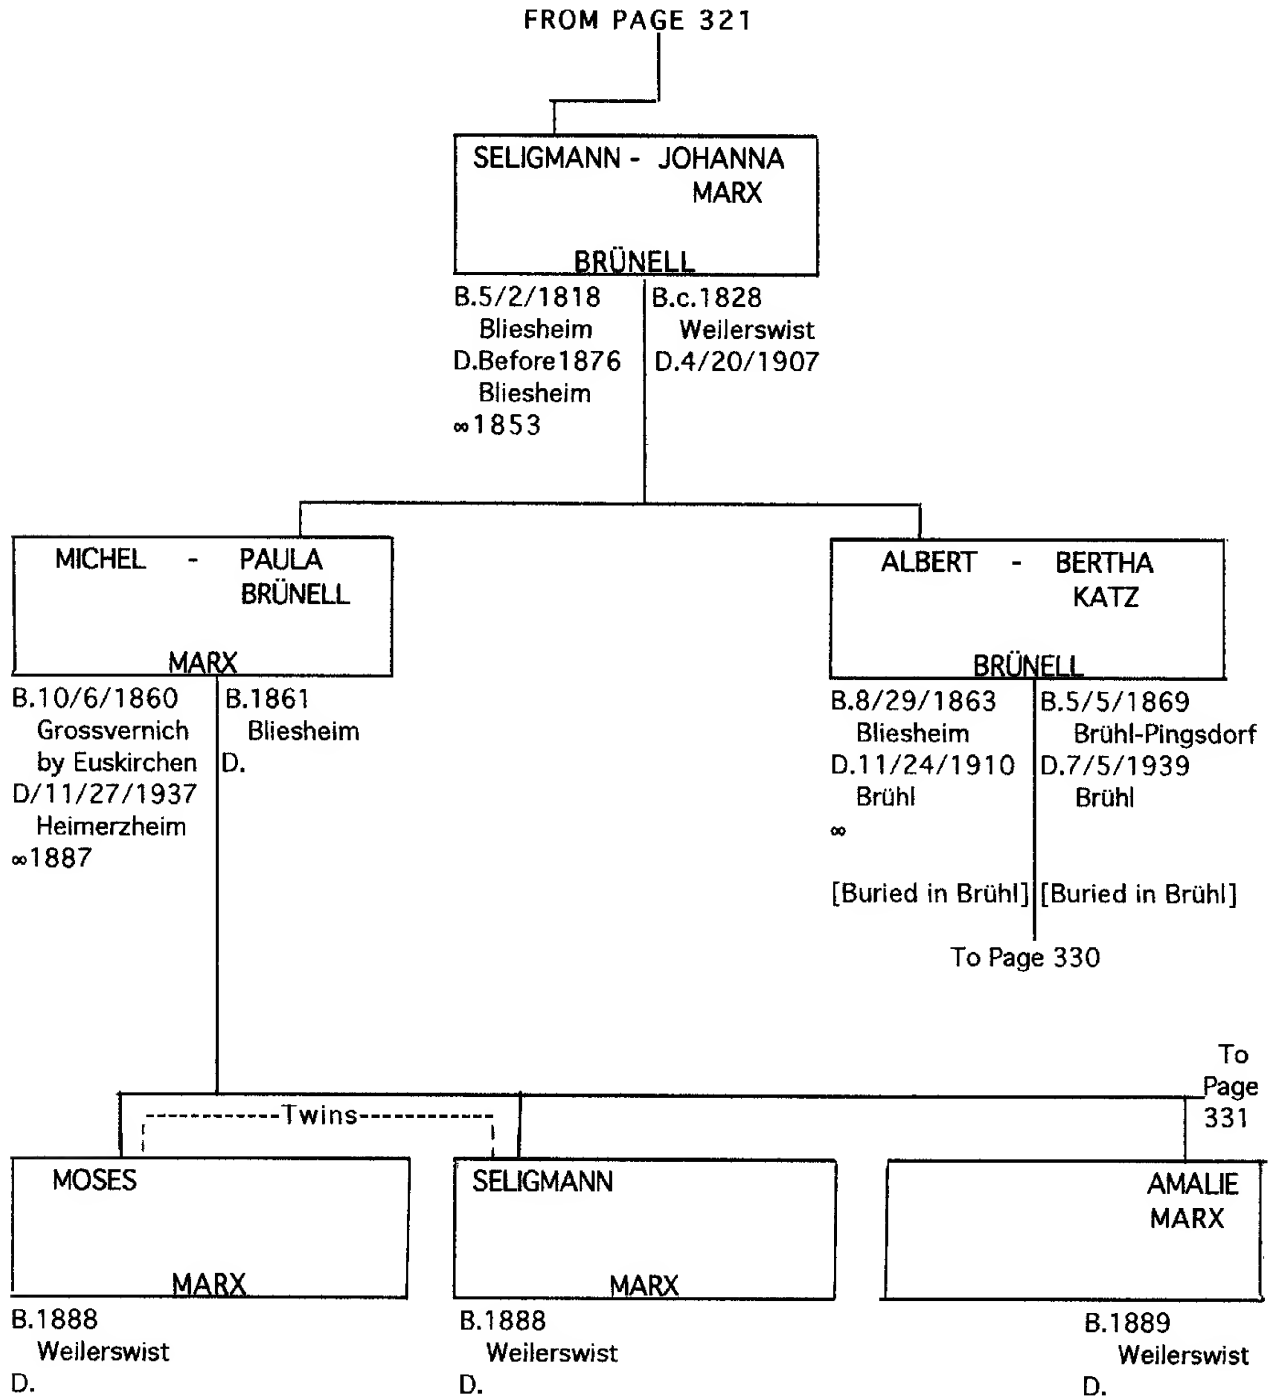 FROM PAGE 321
SELIGMANN - JOHANNA
MARX
BRÜNELL
B.5/2/1818
Bliesheim
D.Before1876
Bliesheim
∞1853
B.c.1828
Weilerswist
D.4/20/1907
MICHEL - PAULA
BRÜNELL
MARX
B.10/6/1860
Grossvernich
by Euskirchen
D/11/27/1937
Heimerzheim
∞1887
B.1861
Bliesheim
D.
ALBERT - BERTHA
KATZ
BRÜNELL
B.8/29/1863
Bliesheim
D.11/24/1910
Brühl
∞
[Buried in Brühl]
B.5/5/1869
Brühl-Pingsdorf
D.7/5/1939
Brühl
[Buried in Brühl]
To Page 330
To
Page
331
Twins
MOSES
MARX
B.1888
Weilerswist
D.
SELIGMANN
MARX
B.1888
Weilerswist
D.
AMALIE
MARX
B.1889
Weilerswist
D.